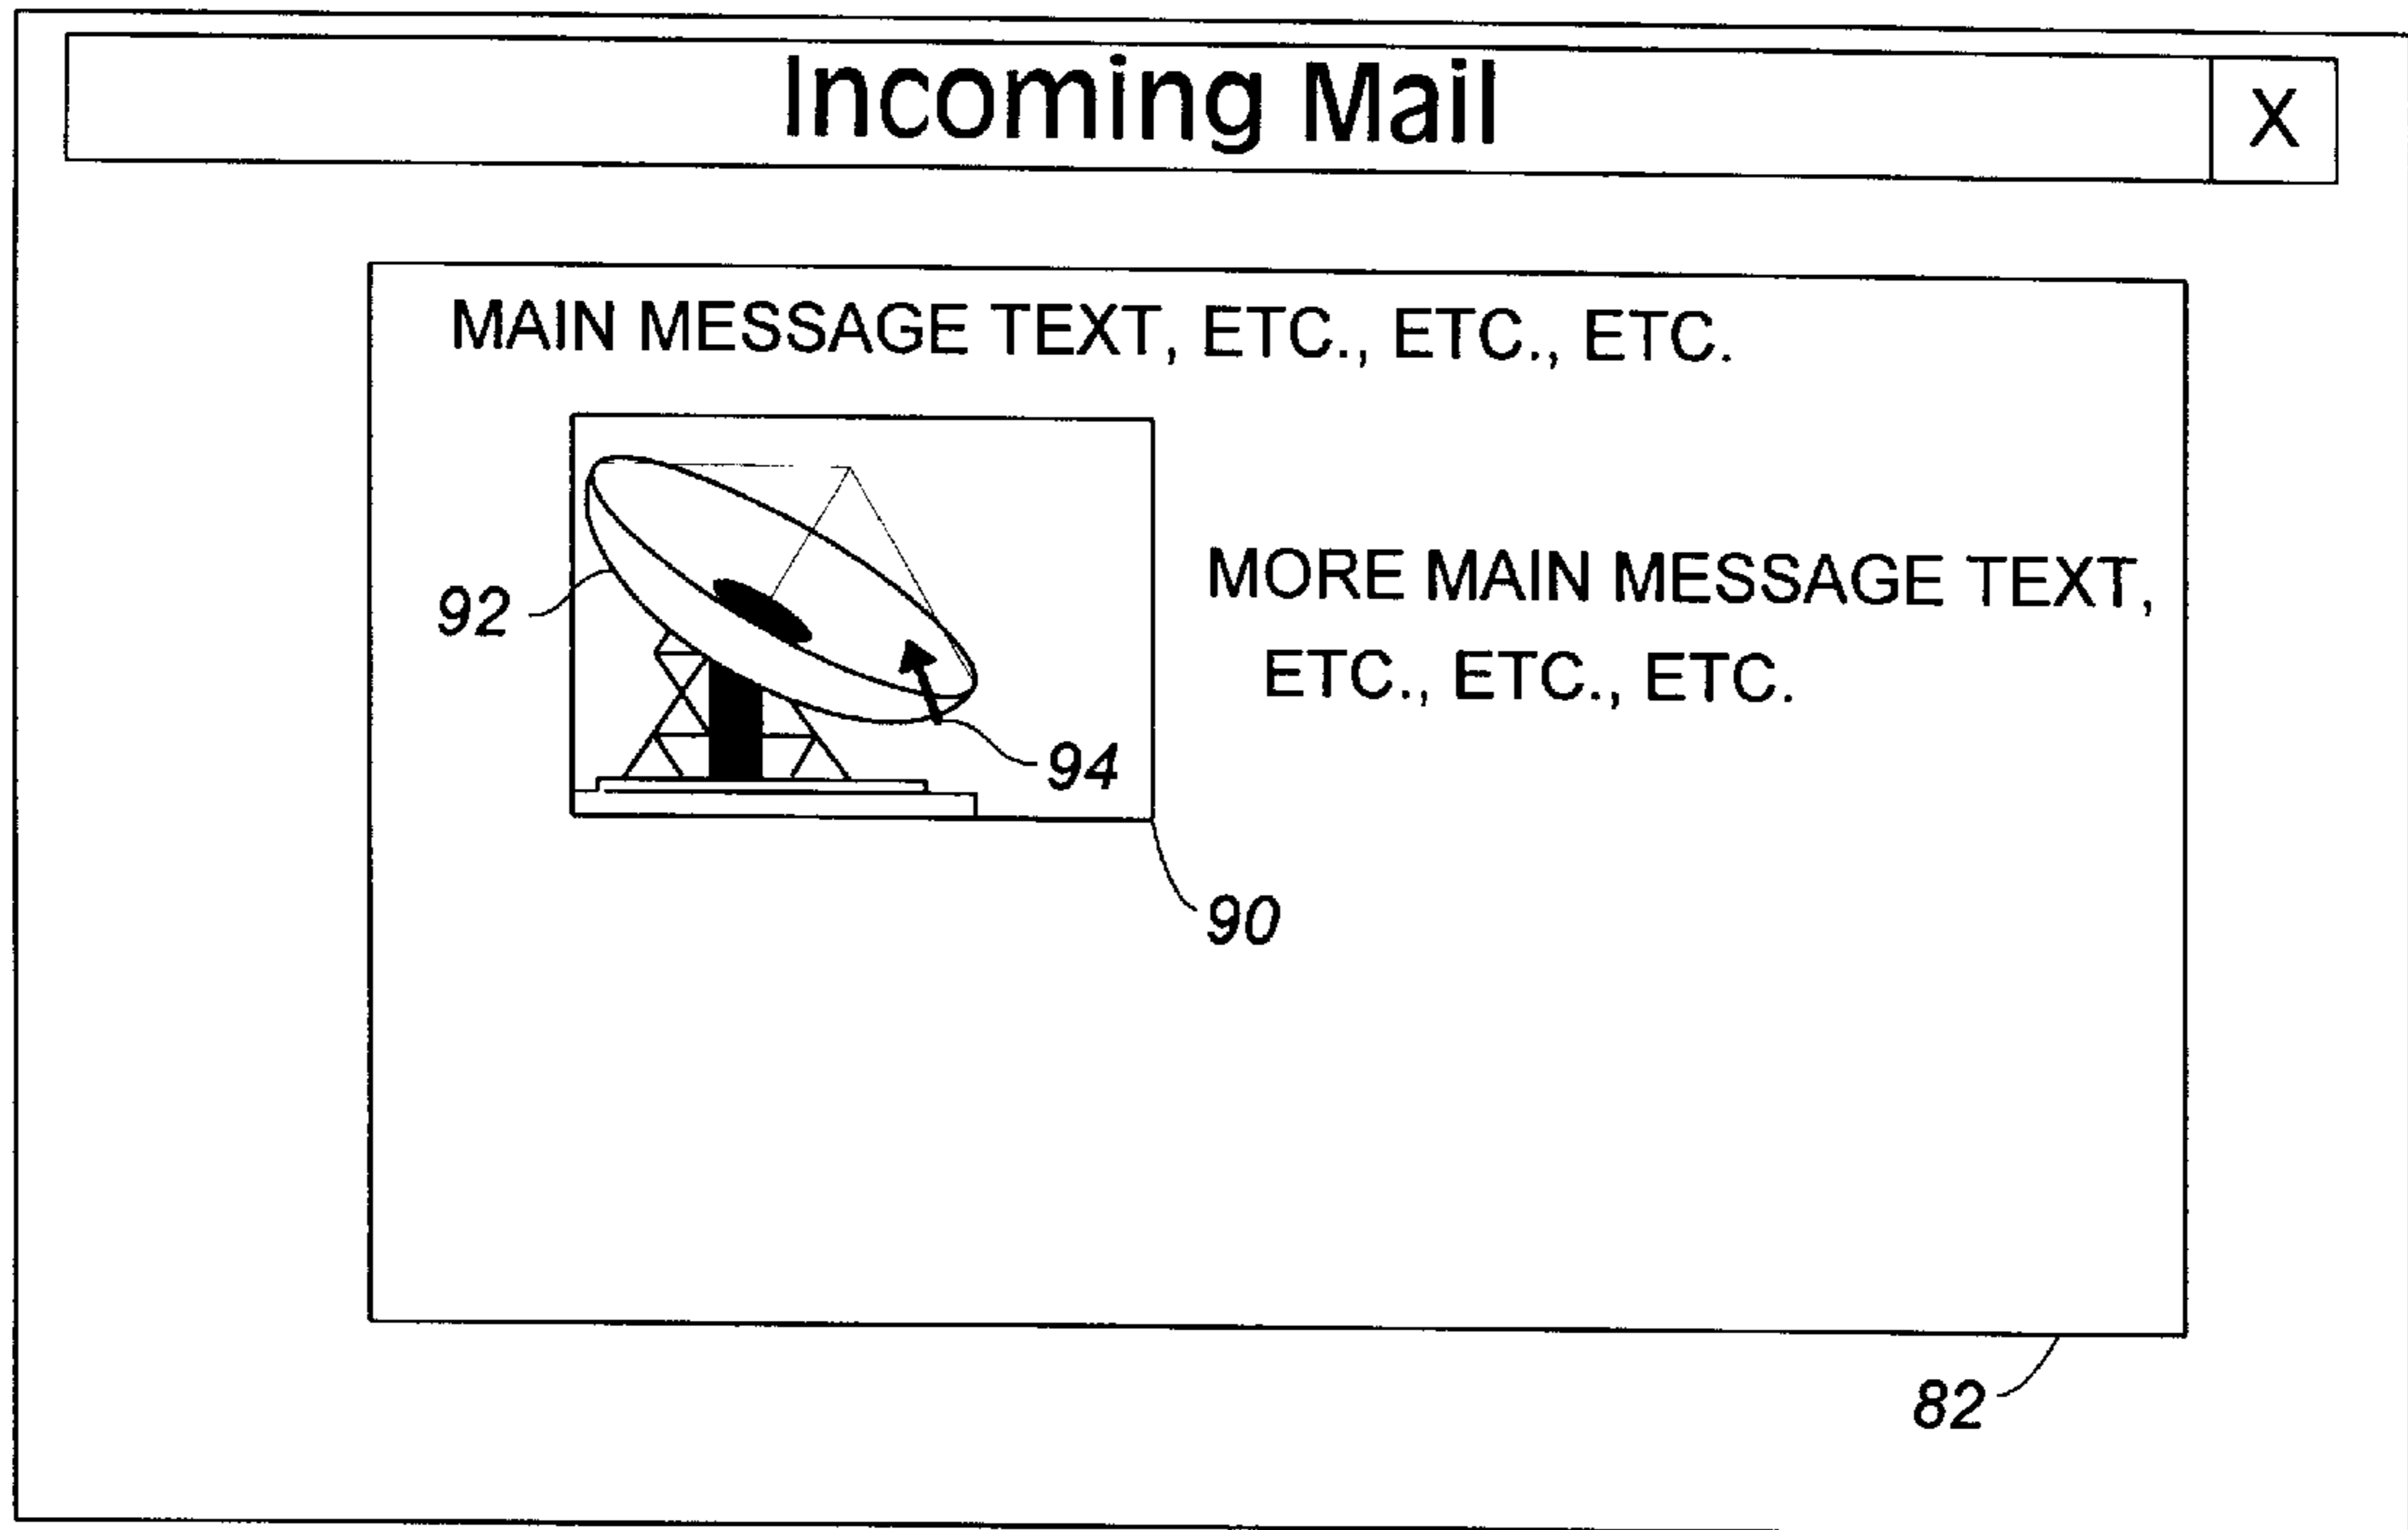 Incoming Mail X
MAIN MESSAGE TEXT, ETC., ETC., ETC.
MORE MAIN MESSAGE TEXT,
ETC., ETC., ETC.
92
94
90
82